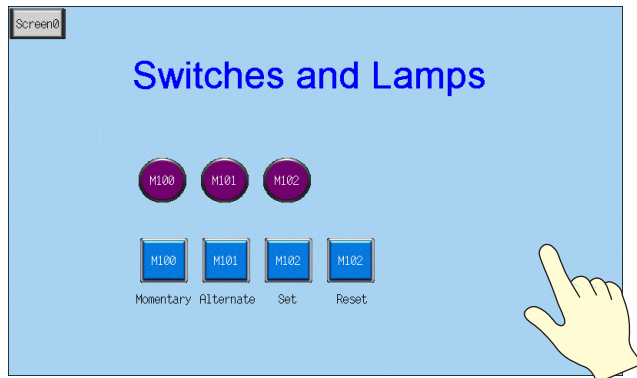 Screen0
Switches and Lamps
M100 M101 M102
M100 M101 M102 M102
Momentary Alternate Set Reset